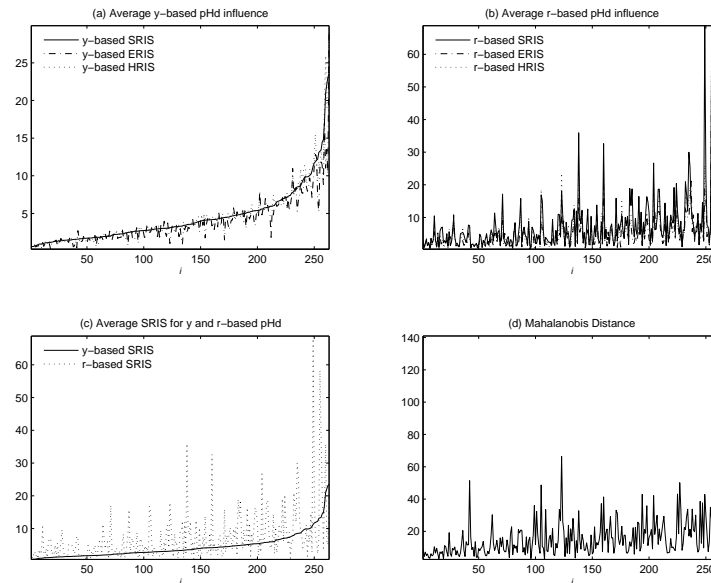 (a) Average y−based pHd influence
y−based SRIS
y−based ERIS
y−based HRIS
25
20
15
10
5
50 100 150 200 250
i
(b) Average r−based pHd influence
r−based SRIS
r−based ERIS
r−based HRIS
60
50
40
30
20
10
50 100 150 200 250
i
(c) Average SRIS for y and r−based pHd
y−based SRIS
r−based SRIS
60
50
40
30
20
10
50 100 150 200 250
i
(d) Mahalanobis Distance
140
120
100
80
60
40
20
50 100 150 200 250
i